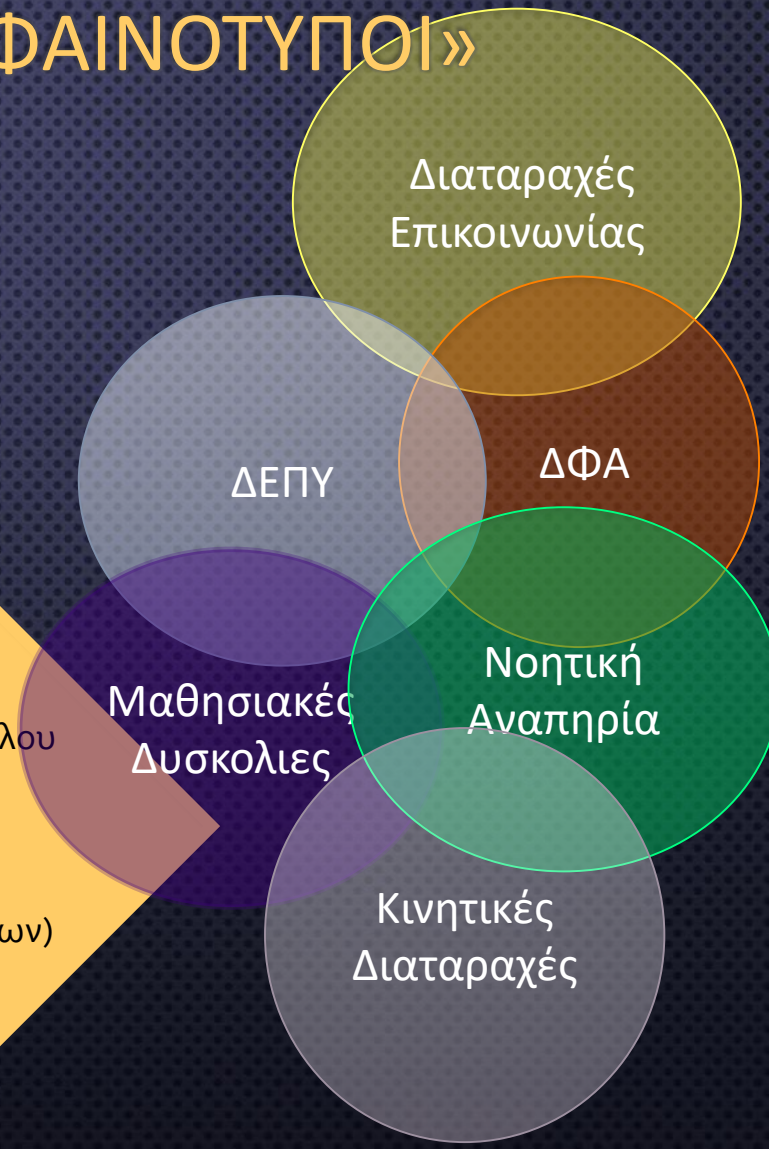 ΦΑΙΝΟΤΥΠΟΙ»
Διαταραχές
Επικοινωνίας
ΔΕΠΥ
ΔΦΑ
Νοητική
Αναπηρία
Μαθησιακές
Δυσκολιες
λου
ων)
Κινητικές
Διαταραχές